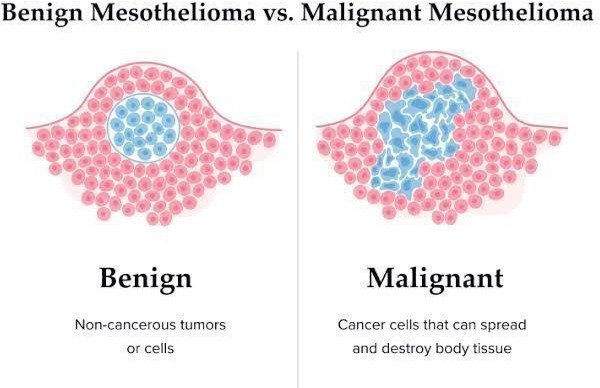 Benign Mesothelioma vs. Malignant Mesothelioma
Benign
Non-cancerous tumors
or cells
Malignant
Cancer cells that can spread
and destroy body tissue